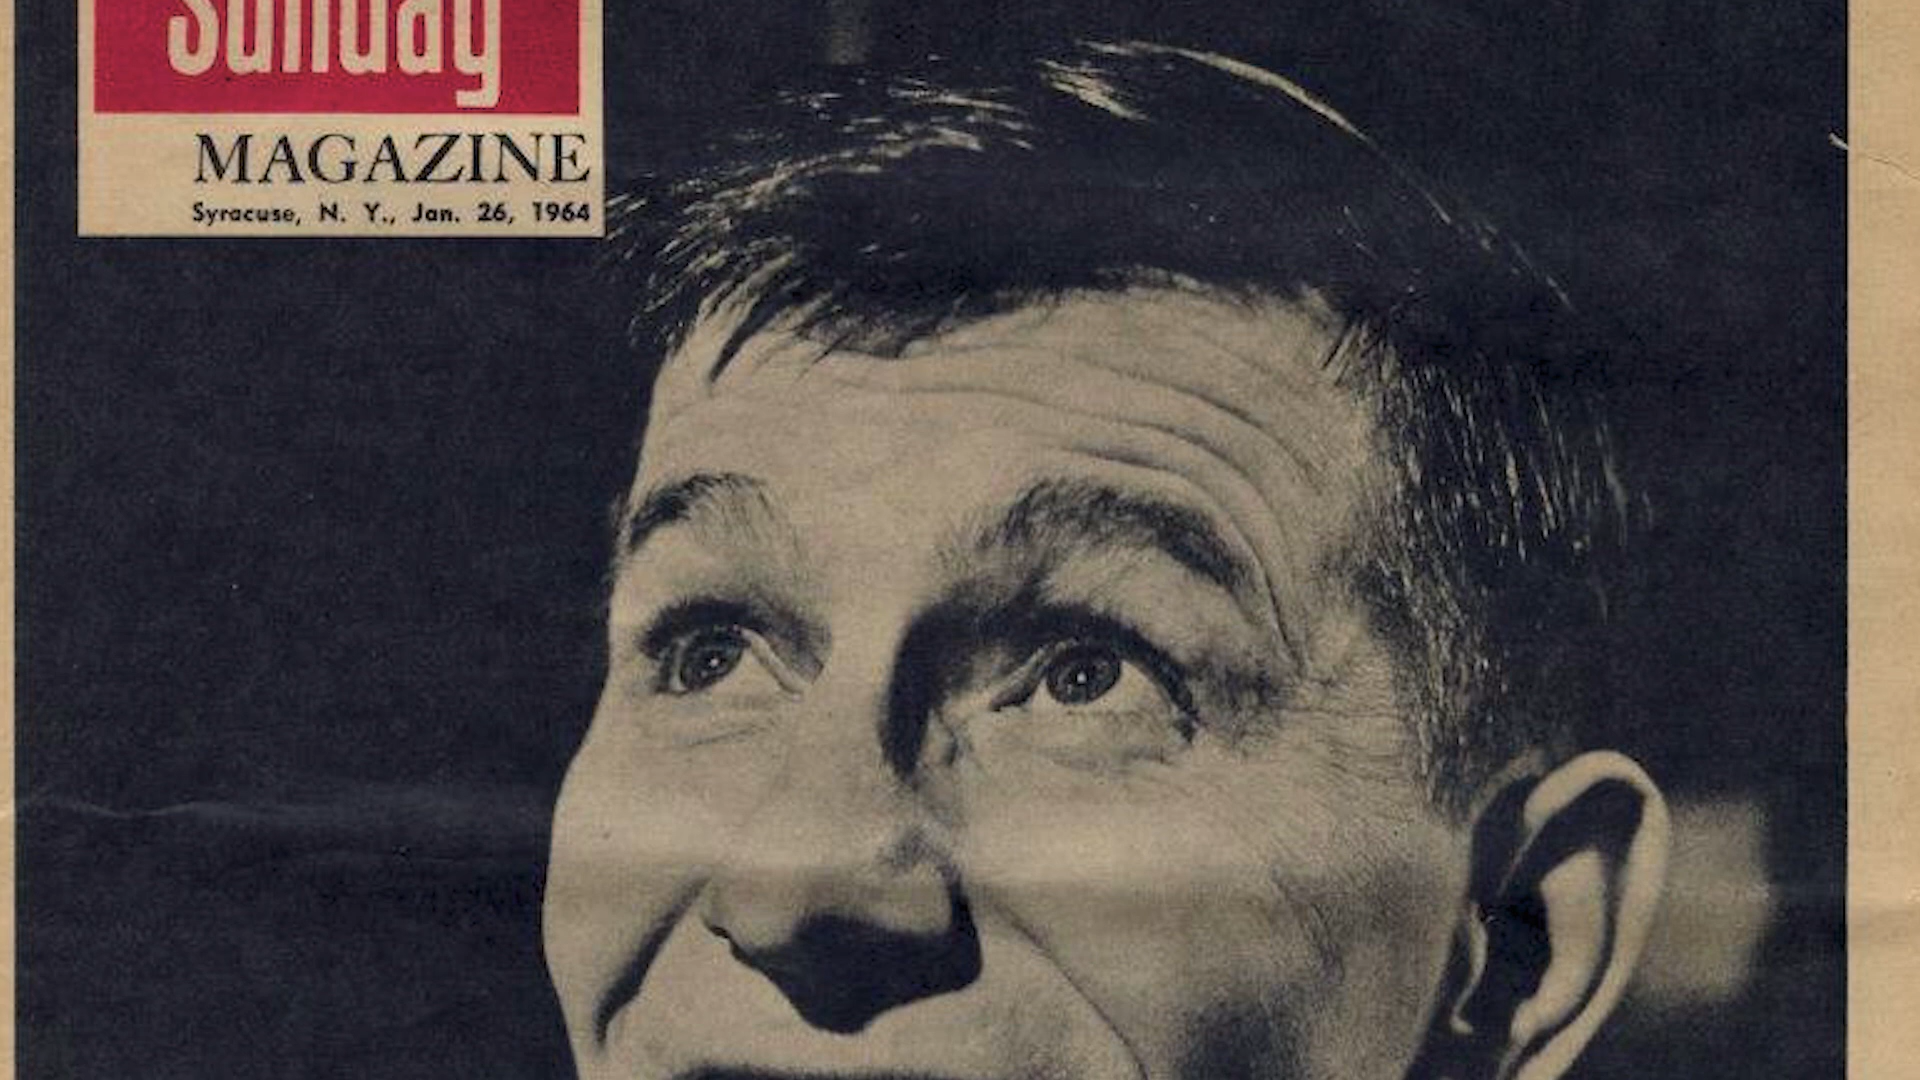 Sunday
MAGAZINE
Syracuse, N. Y., Jan. 26, 1964